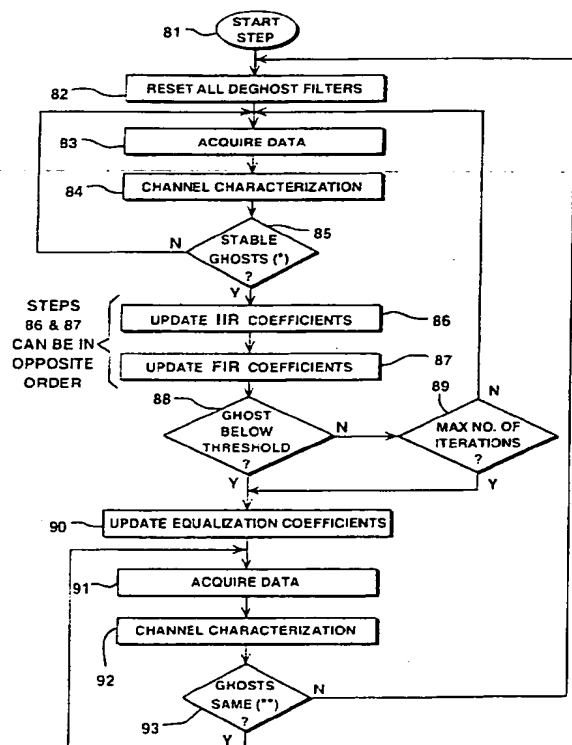 81
START
STEP
82
RESET ALL DEGHOST FILTERS
83
ACQUIRE DATA
84
CHANNEL CHARACTERIZATION
85
N
STABLE
GHOSTS (*)
?
Y
STEPS
86 & 87
CAN BE IN
OPPOSITE
ORDER
UPDATE IIR COEFFICIENTS
86
UPDATE FIR COEFFICIENTS
87
88
GHOST
BELOW
THRESHOLD
?
N
Y
89
N
MAX NO. OF
ITERATIONS
?
Y
90
UPDATE EQUALIZATION COEFFICIENTS
91
ACQUIRE DATA
CHANNEL CHARACTERIZATION
92
GHOSTS
SAME (**)
?
N
93
Y